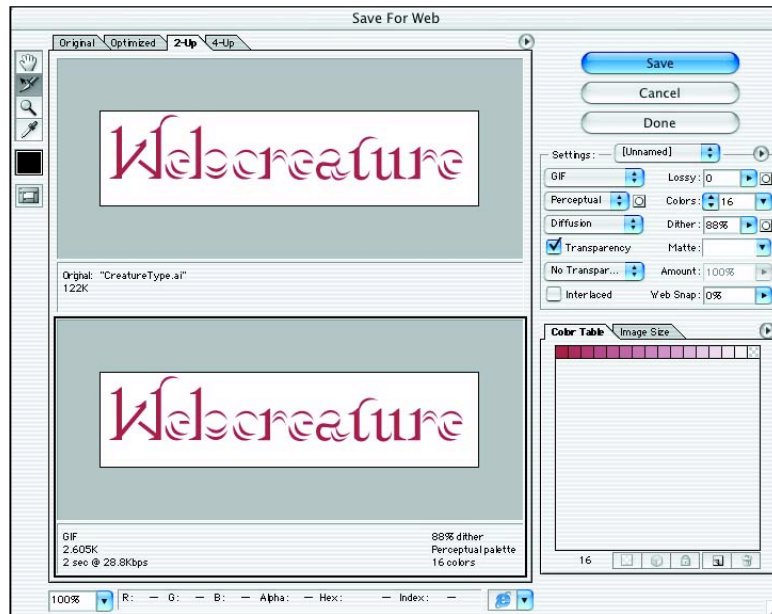 Save For Web
Original Optimized 2-Up 4-Up
Webcreature
Original: "CreatureType.ai"
122K
Webcreature
GIF
2.605K
2 sec @ 28.8Kbps
88% dither
Perceptual palette
16 colors
100% R: — G: — B: — Alpha: — Hex: — Index: —
Save
Cancel
Done
Settings: [Unnamed]
GIF Lossy: 0
Perceptual Colors: 16
Diffusion Dither: 88%
Transparency Matte:
No Transpar... Amount: 100%
Interlaced Web Snap: 0%
Color Table Image Size
16